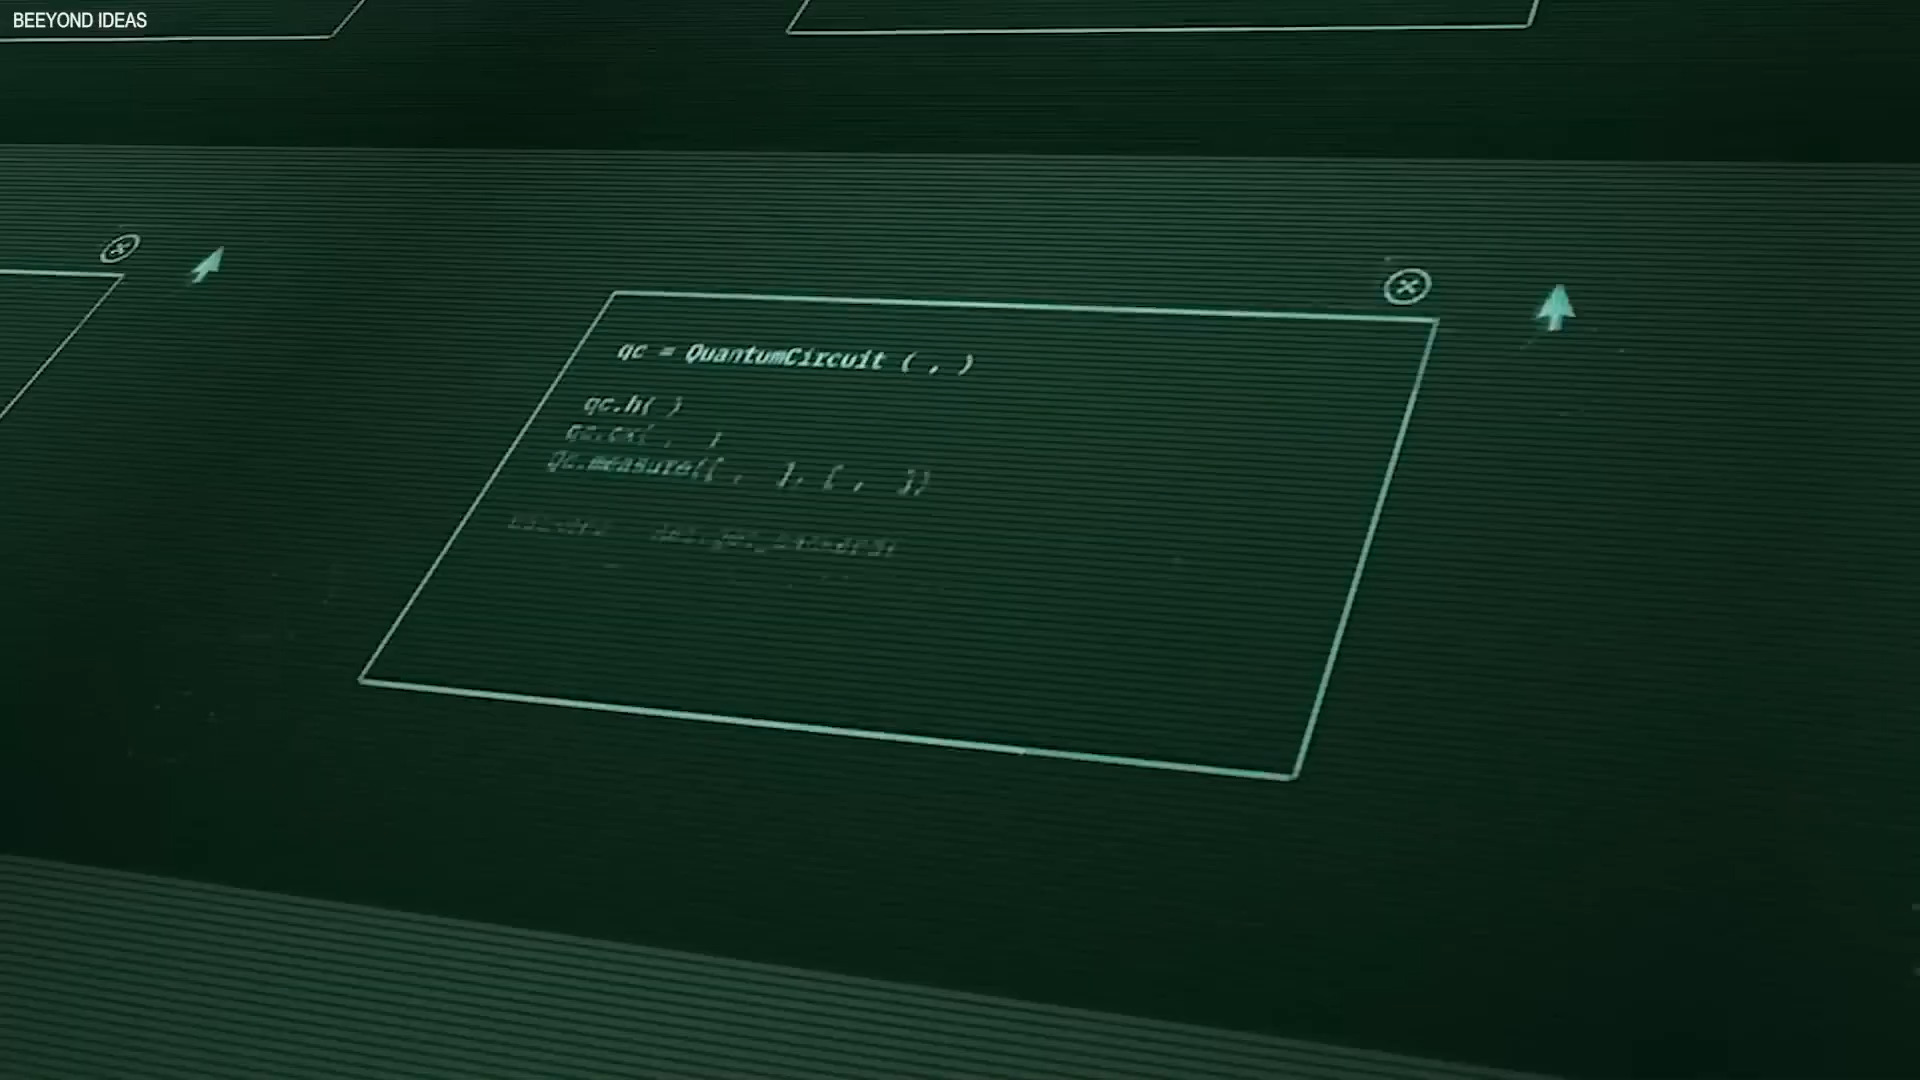 BEEYOND IDEAS
qc = QuantumCircuit ( , )
qc.h( )
qc.cx( , )
qc.measure([ , ], [ , ])